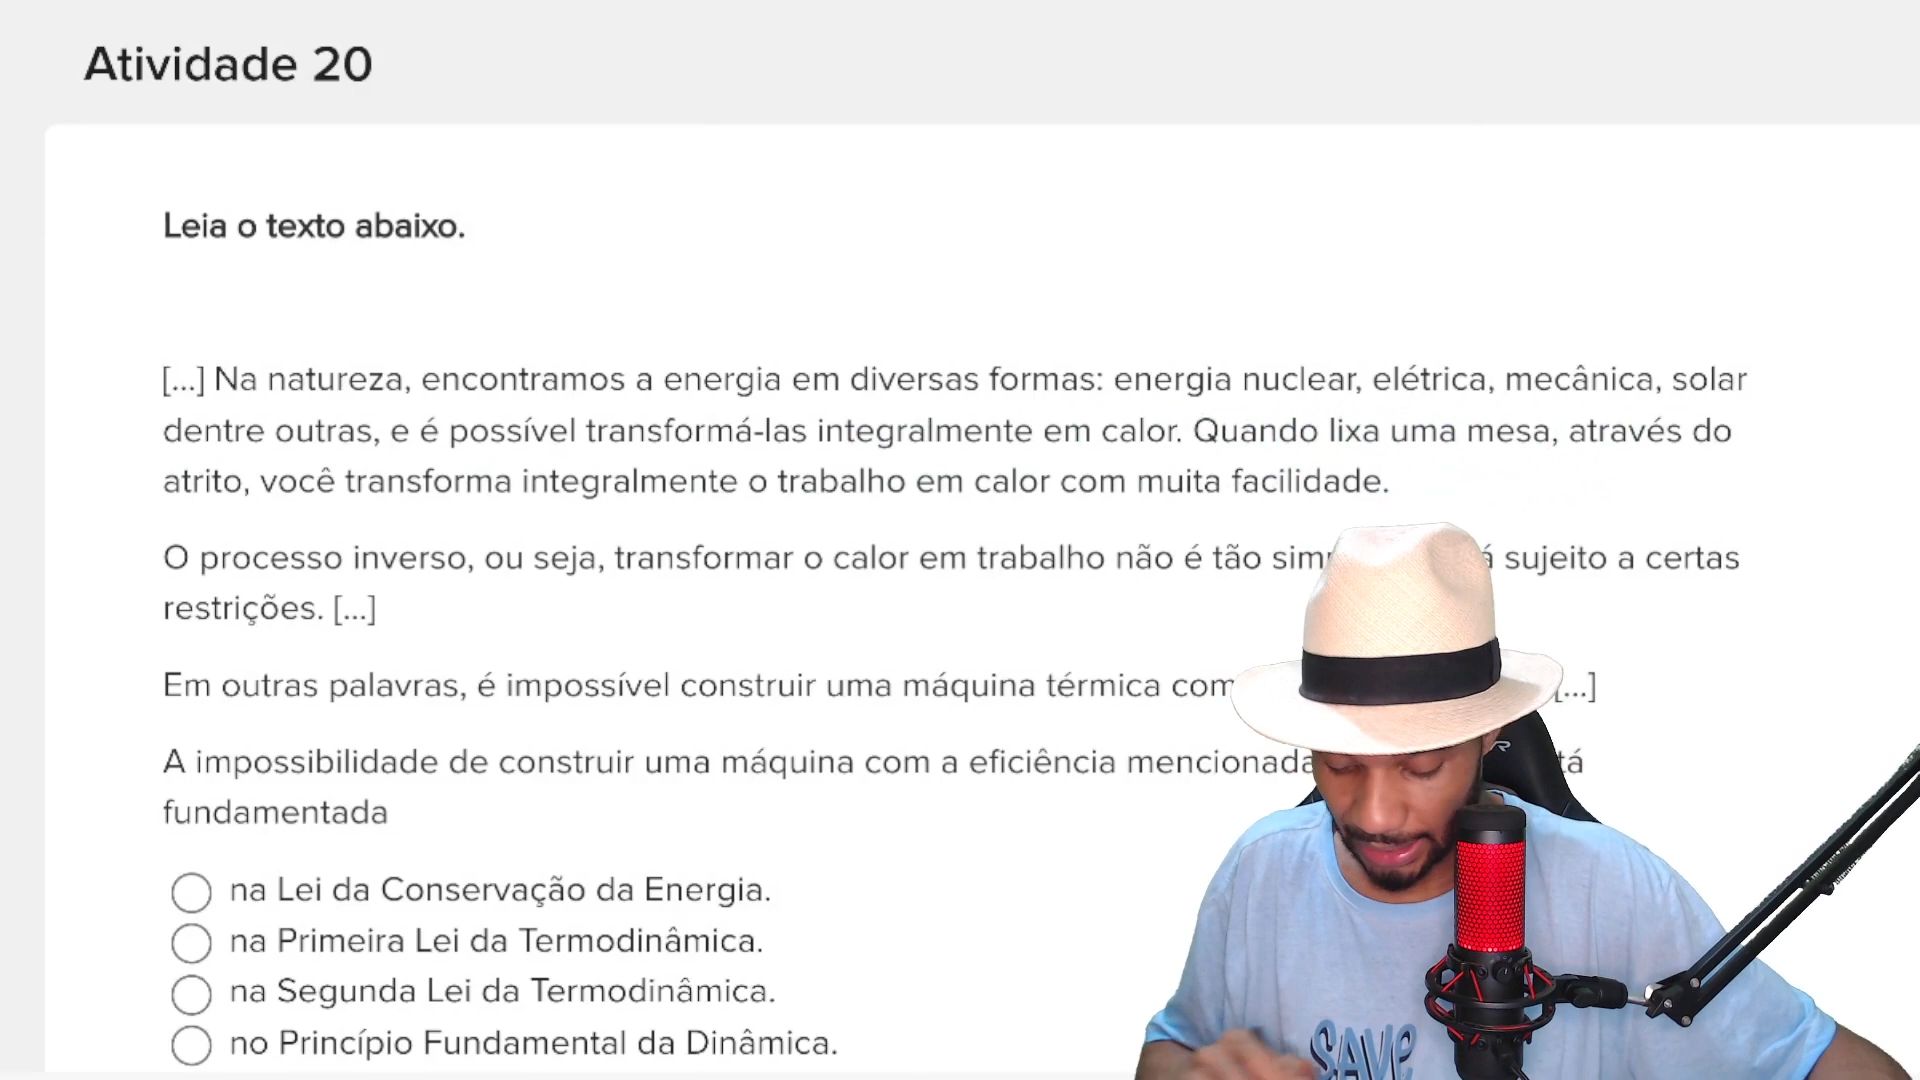 Atividade 20
Leia o texto abaixo.
[...] Na natureza, encontramos a energia em diversas formas: energia nuclear, elétrica, mecânica, solar
dentre outras, e é possível transformá-las integralmente em calor. Quando lixa uma mesa, através do
atrito, você transforma integralmente o trabalho em calor com muita facilidade.
O processo inverso, ou seja, transformar o calor em trabalho não é tão sujeito a certas
restrições. [...]
Em outras palavras, é impossível construir uma máquina térmica com [...]
A impossibilidade de construir uma máquina com a eficiência mencionada
fundamentada
na Lei da Conservação da Energia.
na Primeira Lei da Termodinâmica.
na Segunda Lei da Termodinâmica.
no Princípio Fundamental da Dinâmica.
SAVE